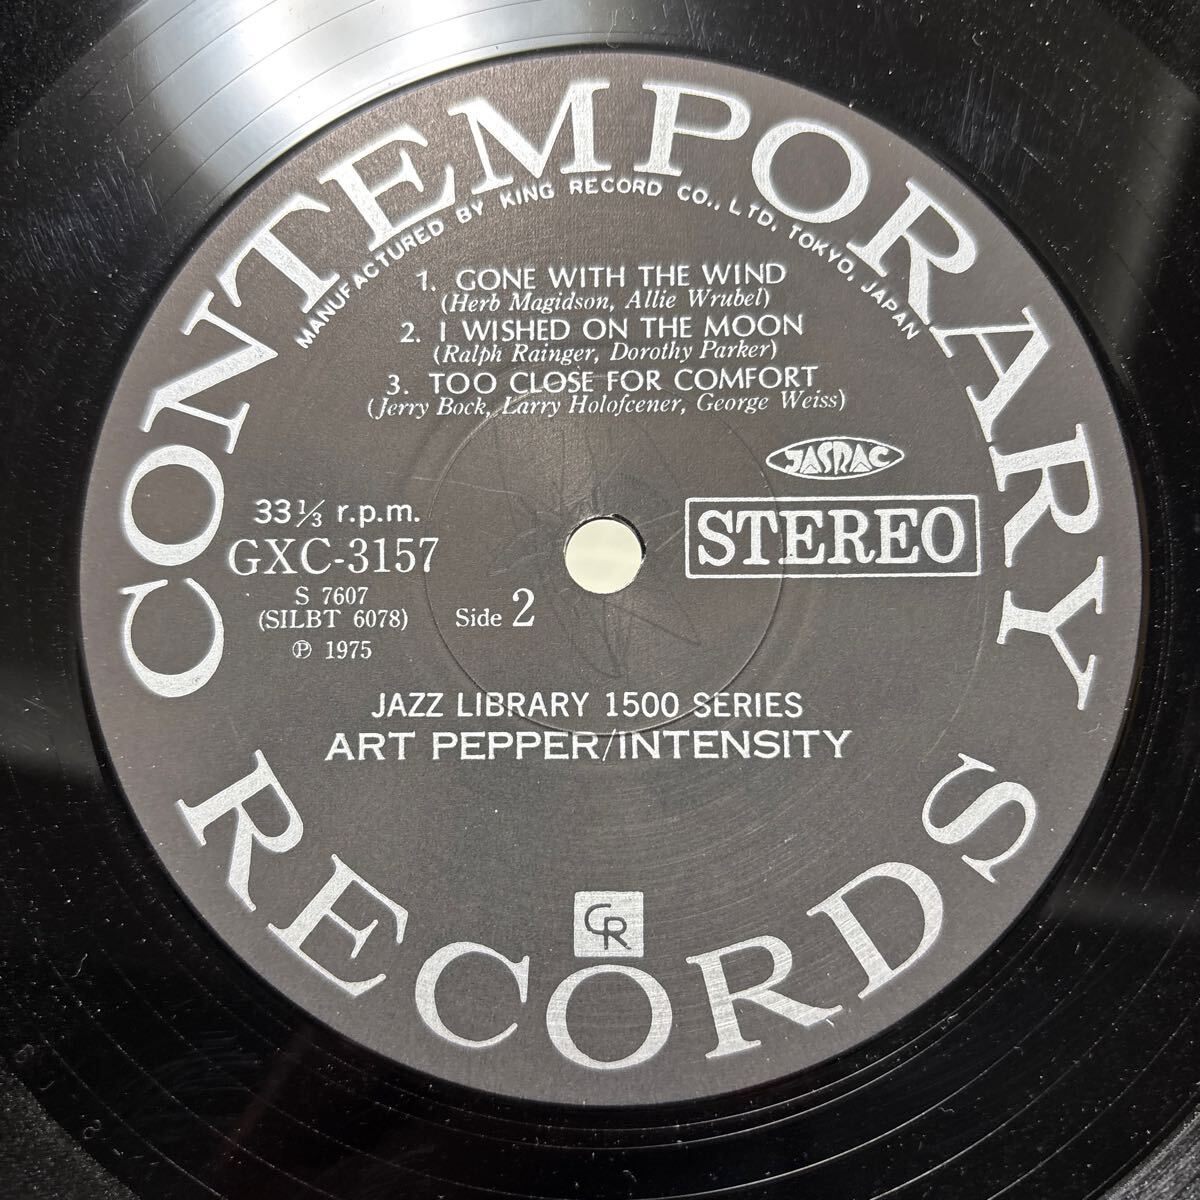 CONTEMPORARY
MANUFACTURED BY KING RECORD CO., LTD. TOKYO, JAPAN
1. GONE WITH THE WIND
(Herb Magidson, Allie Wrubel)
2. I WISHED ON THE MOON
(Ralph Rainger, Dorothy Parker)
3. TOO CLOSE FOR COMFORT
(Jerry Bock, Larry Holofcener, George Weiss)
JASRAC
STEREO
33 1/3 r.p.m.
GXC-3157
S 7607
(SILBT 6078)
℗ 1975
Side 2
JAZZ LIBRARY 1500 SERIES
ART PEPPER/INTENSITY
CR
RECORDS